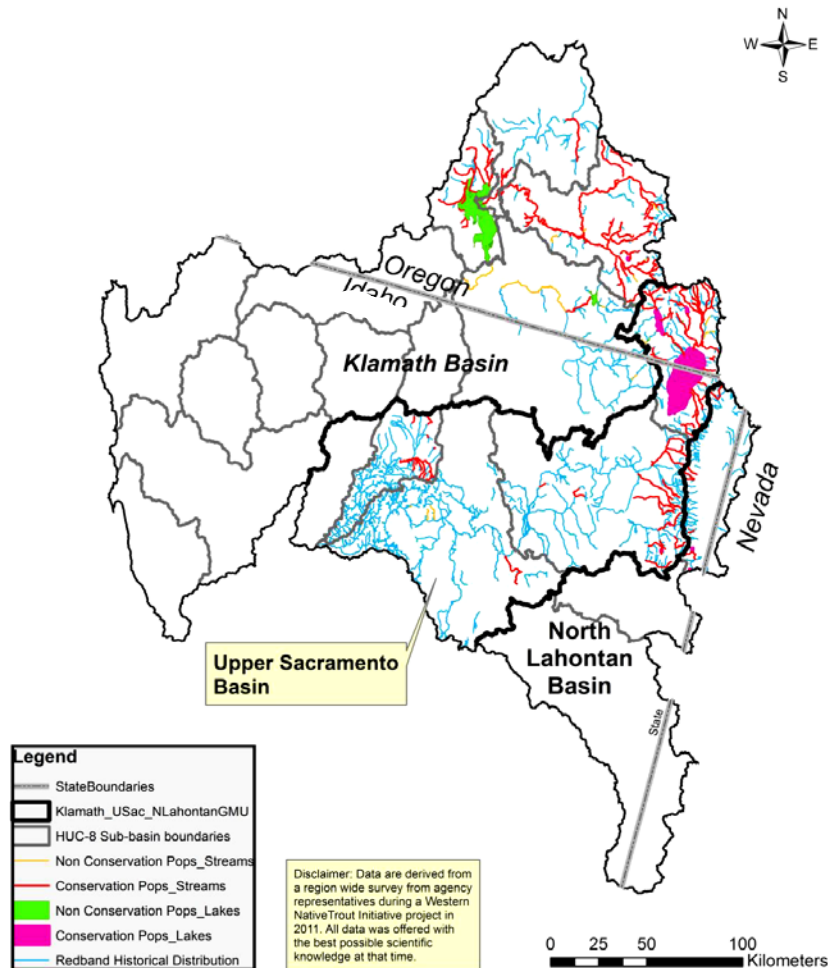 N
W E
S
Oregon
Idaho
Klamath Basin
Nevada
Upper Sacramento
Basin
North
Lahontan
Basin
State
Legend
StateBoundaries
Klamath_USac_NLahontanGMU
HUC-8 Sub-basin boundaries
Non Conservation Pops_Streams
Conservation Pops_Streams
Non Conservation Pops_Lakes
Conservation Pops_Lakes
Redband Historical Distribution
Disclaimer: Data are derived from
a region wide survey from agency
representatives during a Western
NativeTrout Initiative project in
2011. All data was offered with
the best possible scientific
knowledge at that time.
0 25 50 100
Kilometers